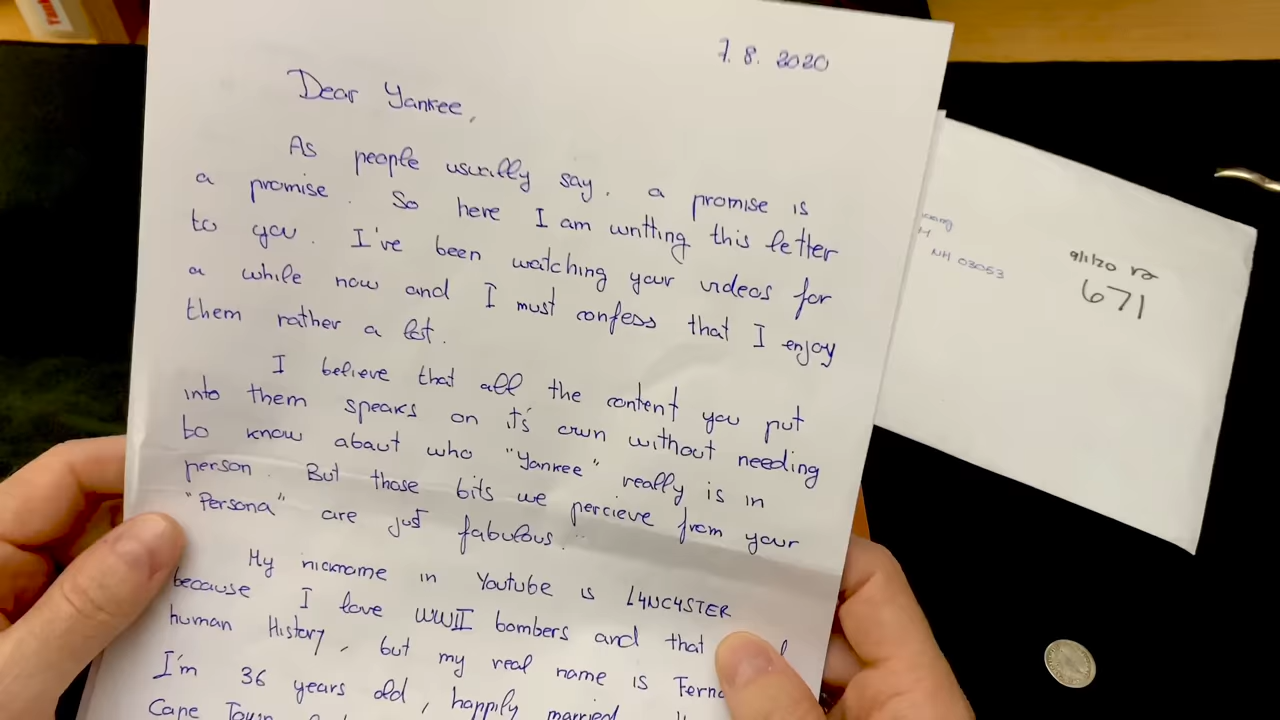 7. 8. 2020
Dear Yankee,
As people usually say, a promise is
a promise. So here I am writting this letter
to you. I've been watching your videos for
a while now and I must confess that I enjoy
them rather a lot.
I believe that all the content you put
into them speaks on it's own without needing
to know about who "Yankee" really is in
person. But those bits we percieve from your
"Persona" are just fabulous.
My nickname in Youtube is L4NC4STER
because I love WWII bombers and that
human History, but my real name is
I'm 36 years old, happily married,
Cape Town
NH 03053
9/1/20
671